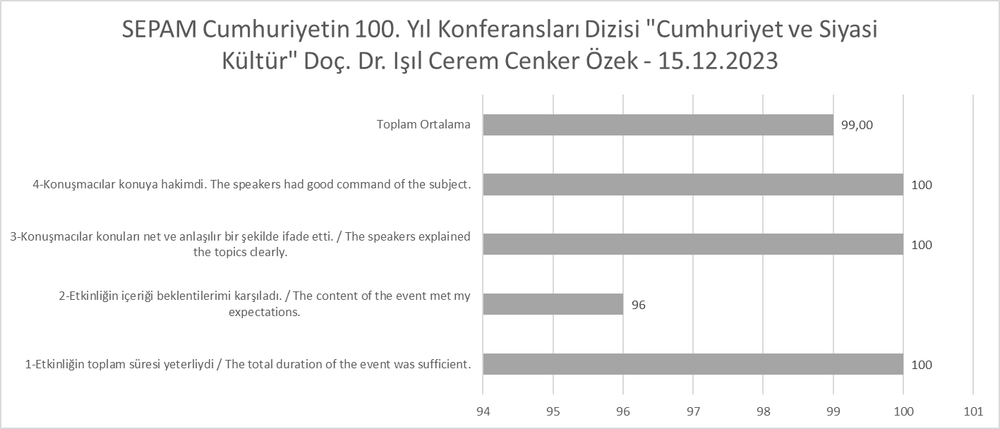 SEPAM Cumhuriyetin 100. Yıl Konferansları Dizisi "Cumhuriyet ve Siyasi
Kültür" Doç. Dr. Işıl Cerem Cenker Özek - 15.12.2023
Toplam Ortalama
99,00
4-Konuşmacılar konuya hakimdi. The speakers had good command of the subject.
100
3-Konuşmacılar konuları net ve anlaşılır bir şekilde ifade etti. / The speakers explained
the topics clearly.
100
2-Etkinliğin içeriği beklentilerimi karşıladı. / The content of the event met my
expectations.
96
1-Etkinliğin toplam süresi yeterliydi / The total duration of the event was sufficient.
100
94 95 96 97 98 99 100 101